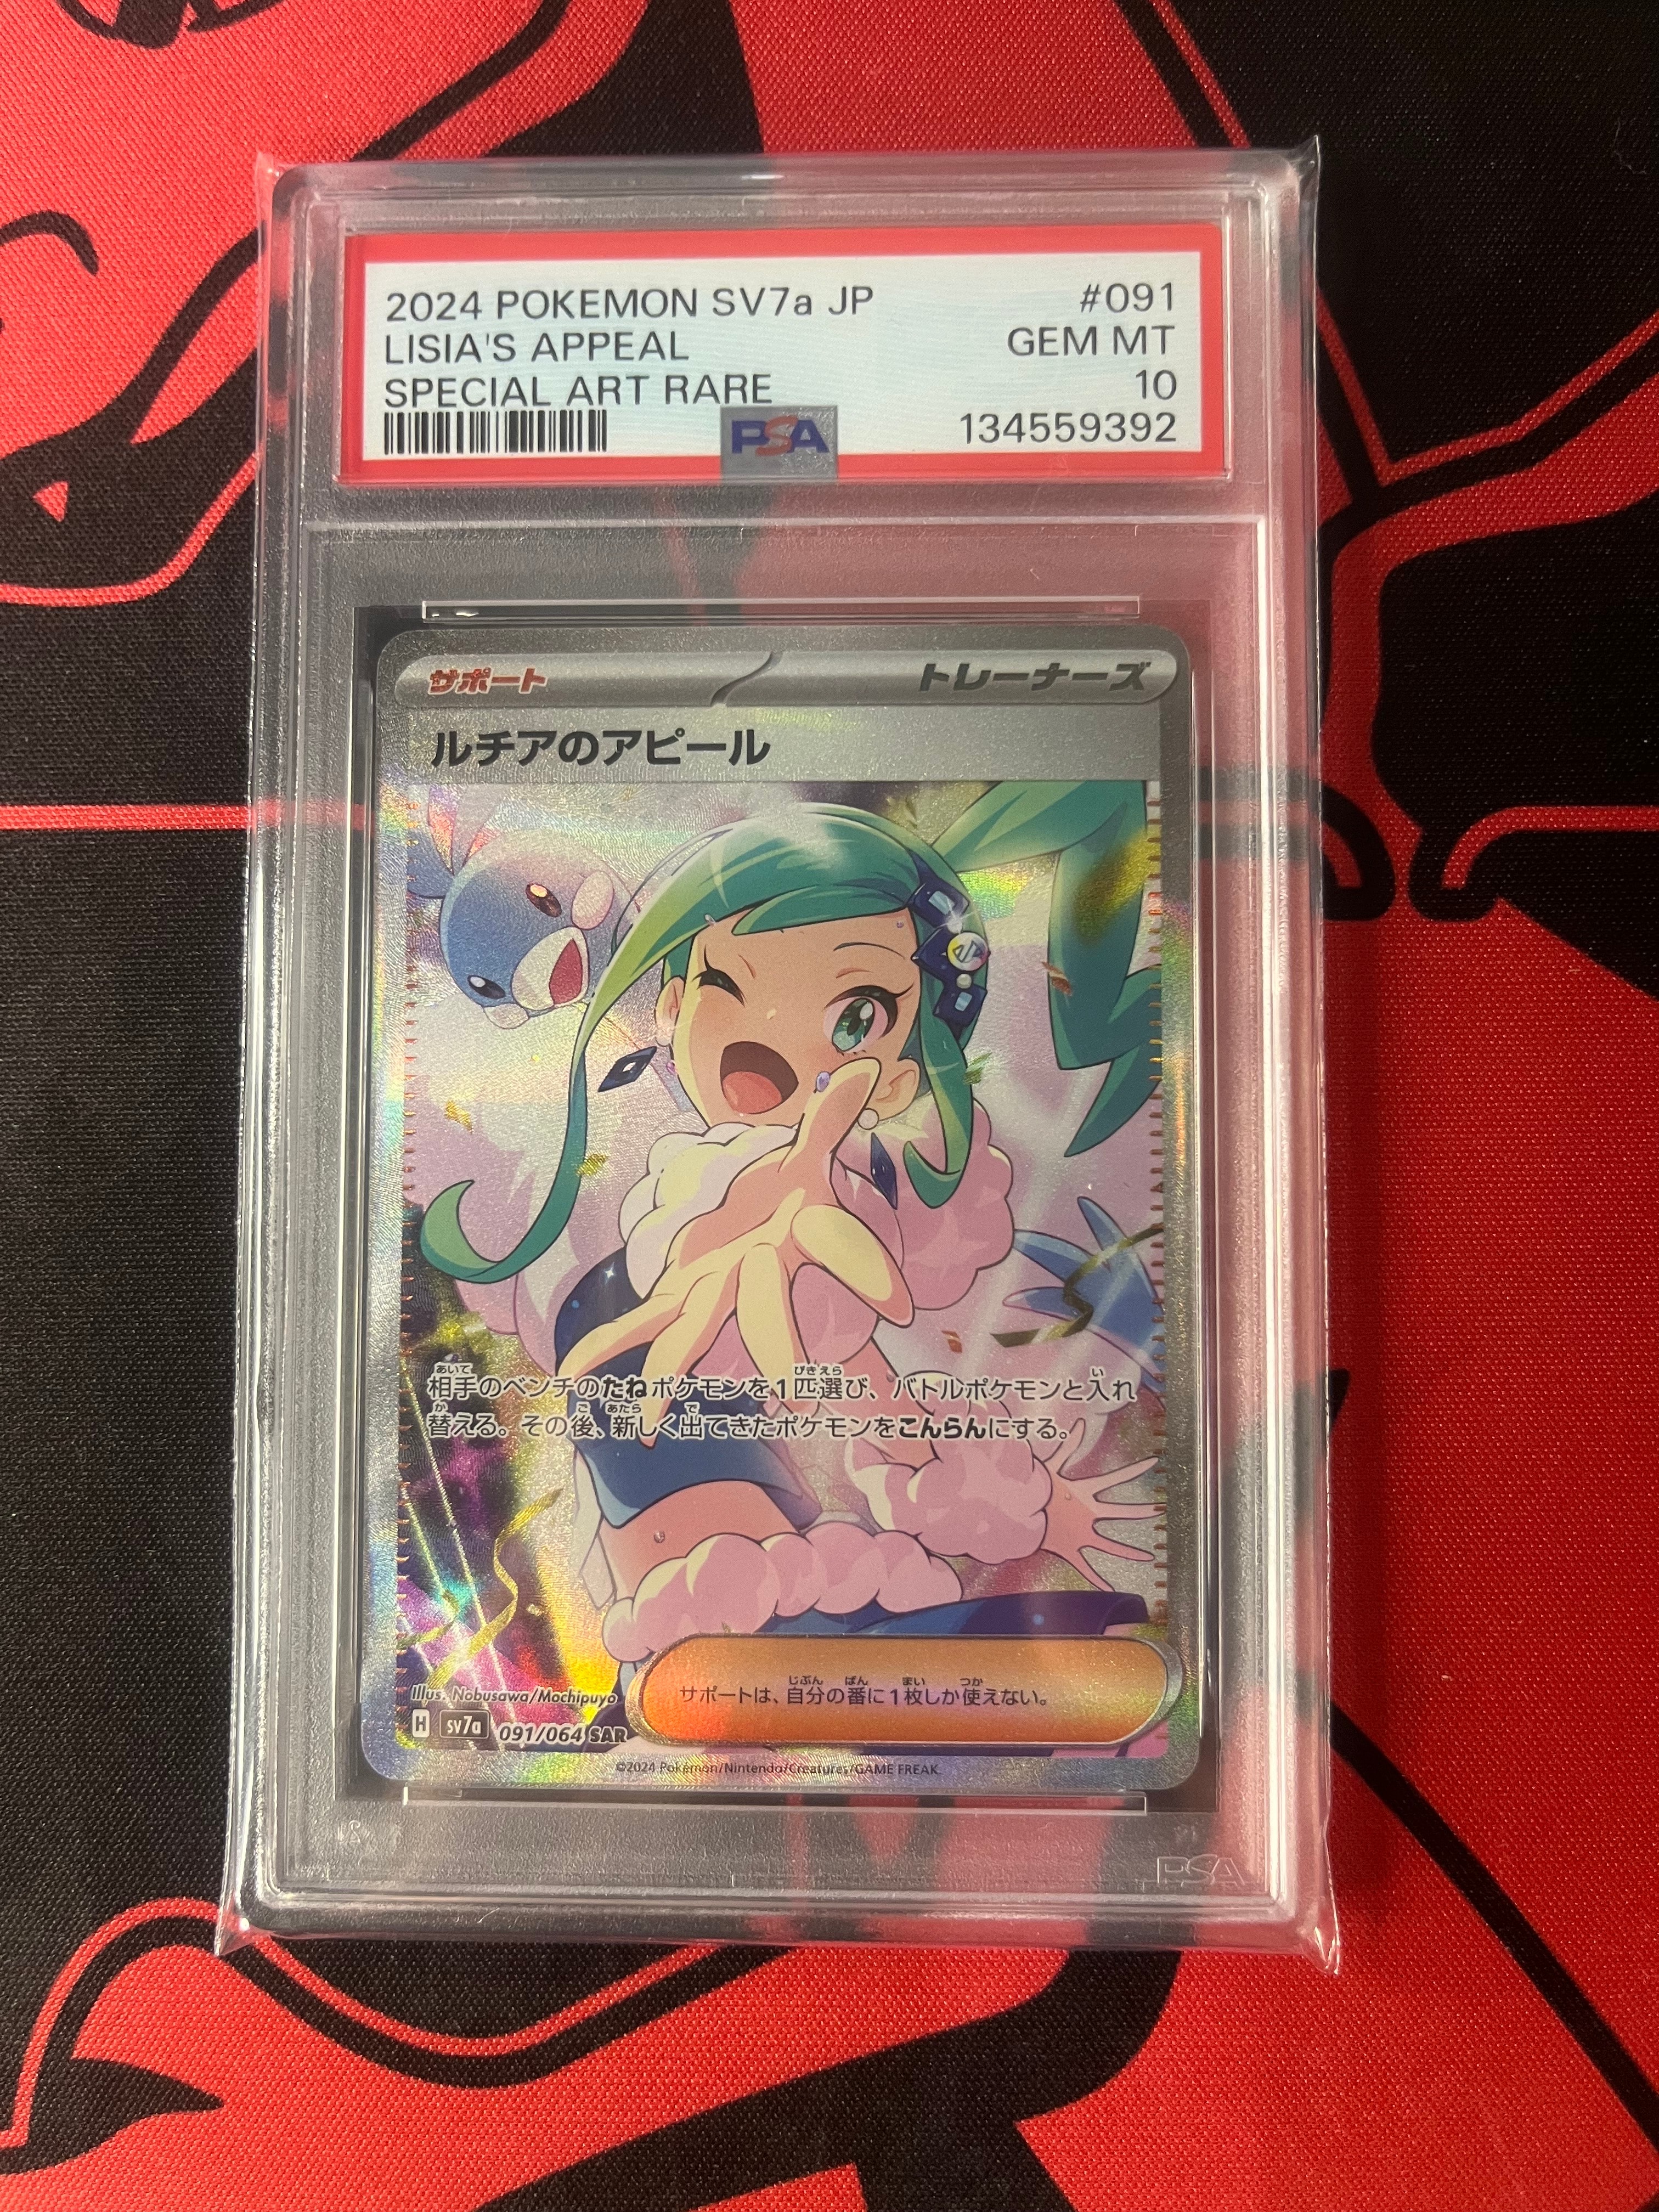 2024 POKEMON SV7a JP #091
LISIA'S APPEAL GEM MT
SPECIAL ART RARE 10
PSA 134559392
サポート トレーナーズ
ルチアのアピール
相手のベンチのたねポケモンを1匹選び、バトルポケモンと入れ
替える。その後、新しく出てきたポケモンをこんらんにする。
サポートは、自分の番に1枚しか使えない。
Illus. Nobusawa/Mochipuyo
H sv7a 091/064 SAR
©2024 Pokémon/Nintendo/Creatures/GAME FREAK.
PSA